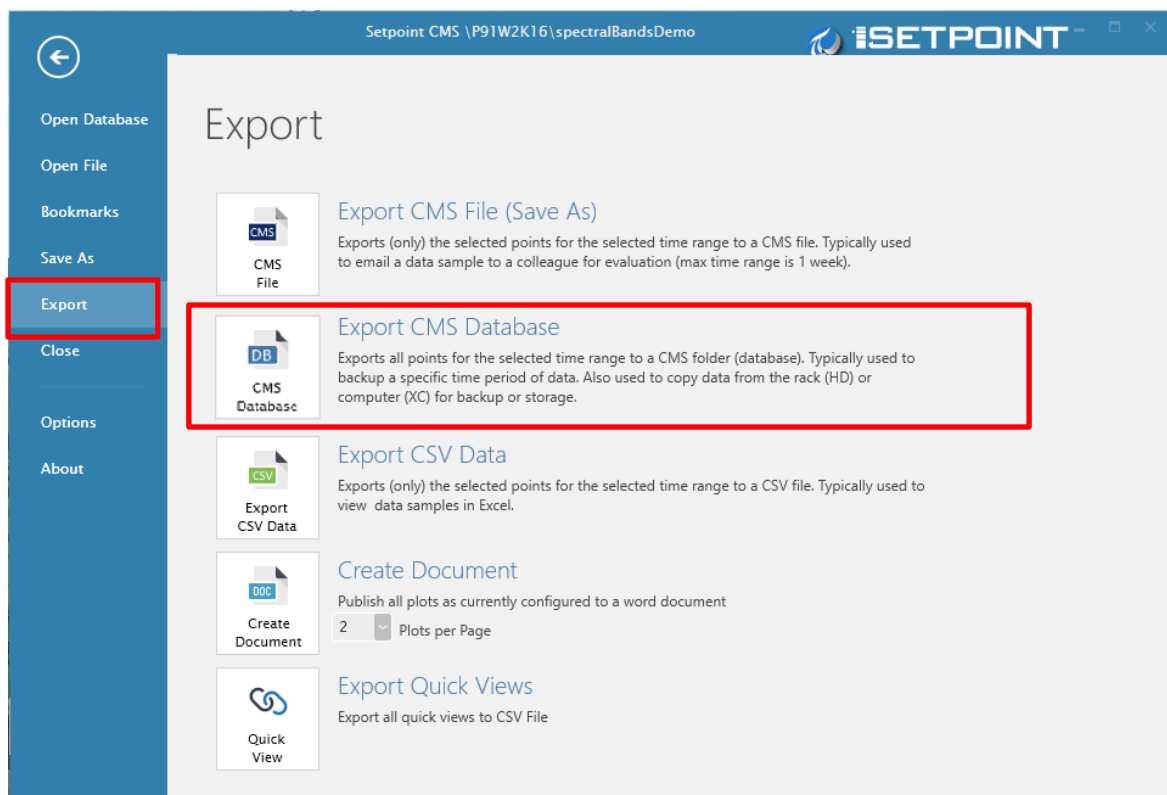 Setpoint CMS \P91W2K16\spectralBandsDemo
SETPOINT
Open Database
Open File
Bookmarks
Save As
Export
Close
Options
About
Export
CMS
CMS
File
Export CMS File (Save As)
Exports (only) the selected points for the selected time range to a CMS file. Typically used
to email a data sample to a colleague for evaluation (max time range is 1 week).
DB
CMS
Database
Export CMS Database
Exports all points for the selected time range to a CMS folder (database). Typically used to
backup a specific time period of data. Also used to copy data from the rack (HD) or
computer (XC) for backup or storage.
CSV
Export
CSV Data
Export CSV Data
Exports (only) the selected points for the selected time range to a CSV file. Typically used to
view data samples in Excel.
DOC
Create
Document
Create Document
Publish all plots as currently configured to a word document
2 Plots per Page
Quick
View
Export Quick Views
Export all quick views to CSV File